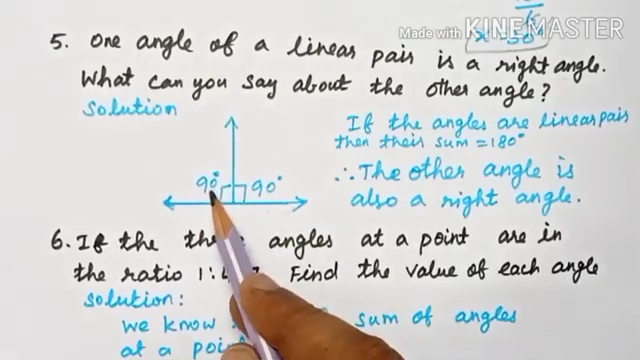 Made with KINEMASTER
5. One angle of a linear pair is a right angle.
What can you say about the other angle?
Solution
If the angles are linear pair
then their sum = 180°
90° 90°
∴ The other angle is
also a right angle.
6. If the angles at a point are in
the ratio 1: Find the value of each angle
Solution:
we know sum of angles
at a